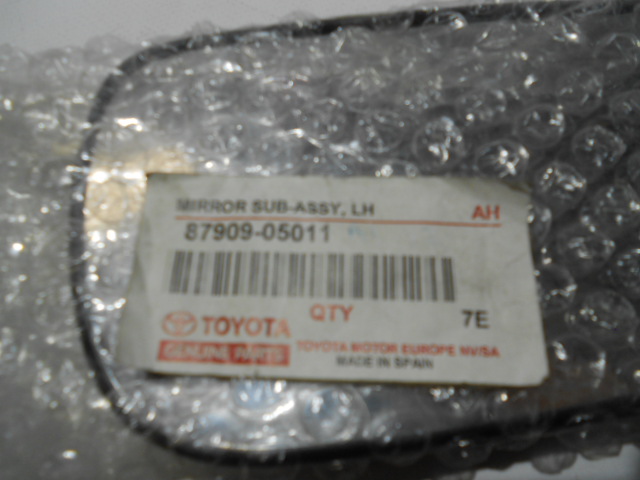 MIRROR SUB-ASSY, LH AH
87909-05011
QTY 7E
TOYOTA
GENUINE PARTS
TOYOTA MOTOR EUROPE NV/SA
MADE IN SPAIN